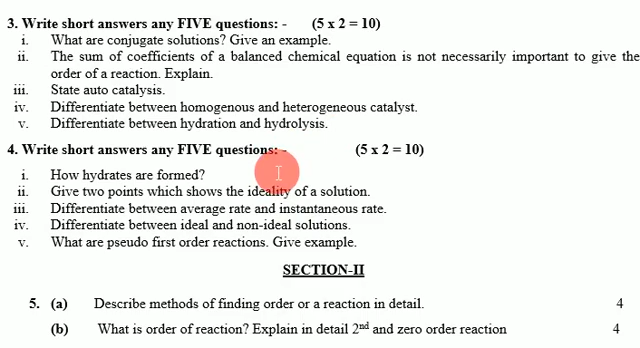 3. Write short answers any FIVE questions: - (5 x 2 = 10)
i. What are conjugate solutions? Give an example.
ii. The sum of coefficients of a balanced chemical equation is not necessarily important to give the
order of a reaction. Explain.
iii. State auto catalysis.
iv. Differentiate between homogenous and heterogeneous catalyst.
v. Differentiate between hydration and hydrolysis.
4. Write short answers any FIVE questions: - (5 x 2 = 10)
i. How hydrates are formed?
ii. Give two points which shows the ideality of a solution.
iii. Differentiate between average rate and instantaneous rate.
iv. Differentiate between ideal and non-ideal solutions.
v. What are pseudo first order reactions. Give example.
SECTION-II
5. (a) Describe methods of finding order or a reaction in detail. 4
(b) What is order of reaction? Explain in detail 2nd and zero order reaction 4